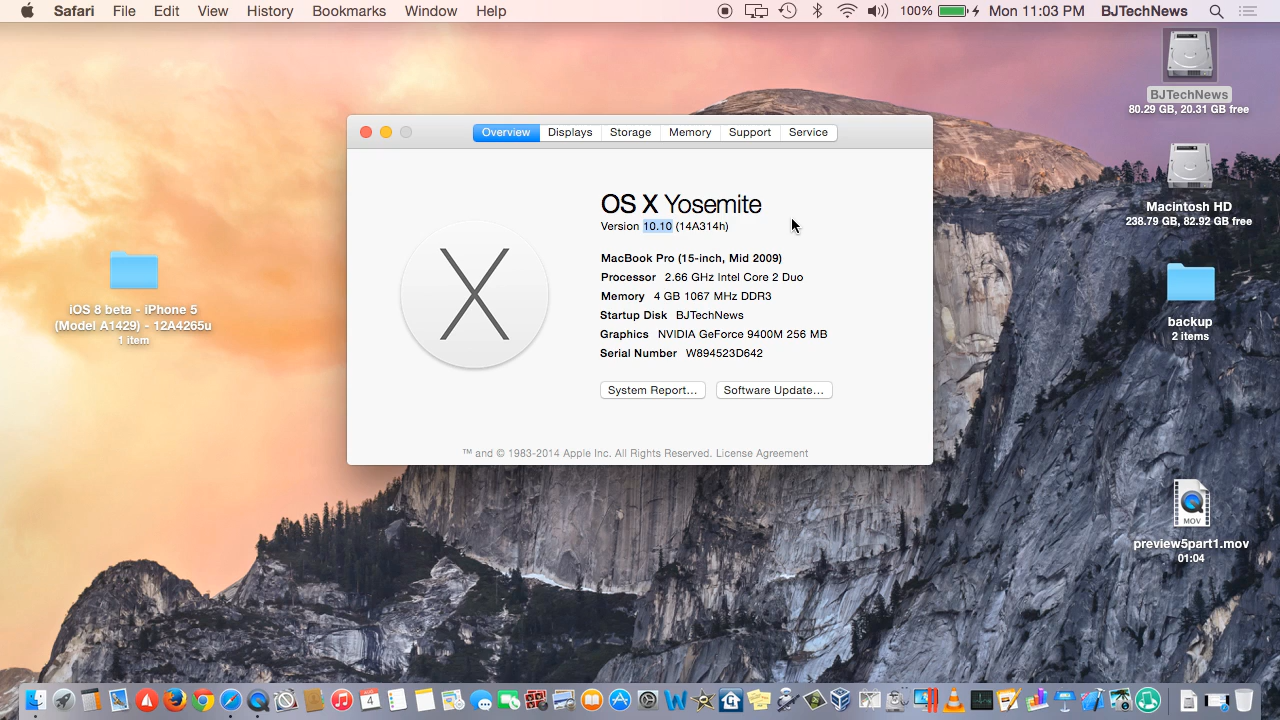 Safari File Edit View History Bookmarks Window Help 100% Mon 11:03 PM BJTechNews
BJTechNews
80.29 GB, 20.31 GB free
Macintosh HD
238.79 GB, 82.92 GB free
backup
2 items
preview5part1.mov
01:04
MOV
iOS 8 beta - iPhone 5
(Model A1429) - 12A4265u
1 item
Overview Displays Storage Memory Support Service
OS X Yosemite
Version 10.10 (14A314h)
MacBook Pro (15-inch, Mid 2009)
Processor 2.66 GHz Intel Core 2 Duo
Memory 4 GB 1067 MHz DDR3
Startup Disk BJTechNews
Graphics NVIDIA GeForce 9400M 256 MB
Serial Number W894523D642
System Report... Software Update...
™ and © 1983-2014 Apple Inc. All Rights Reserved. License Agreement
4